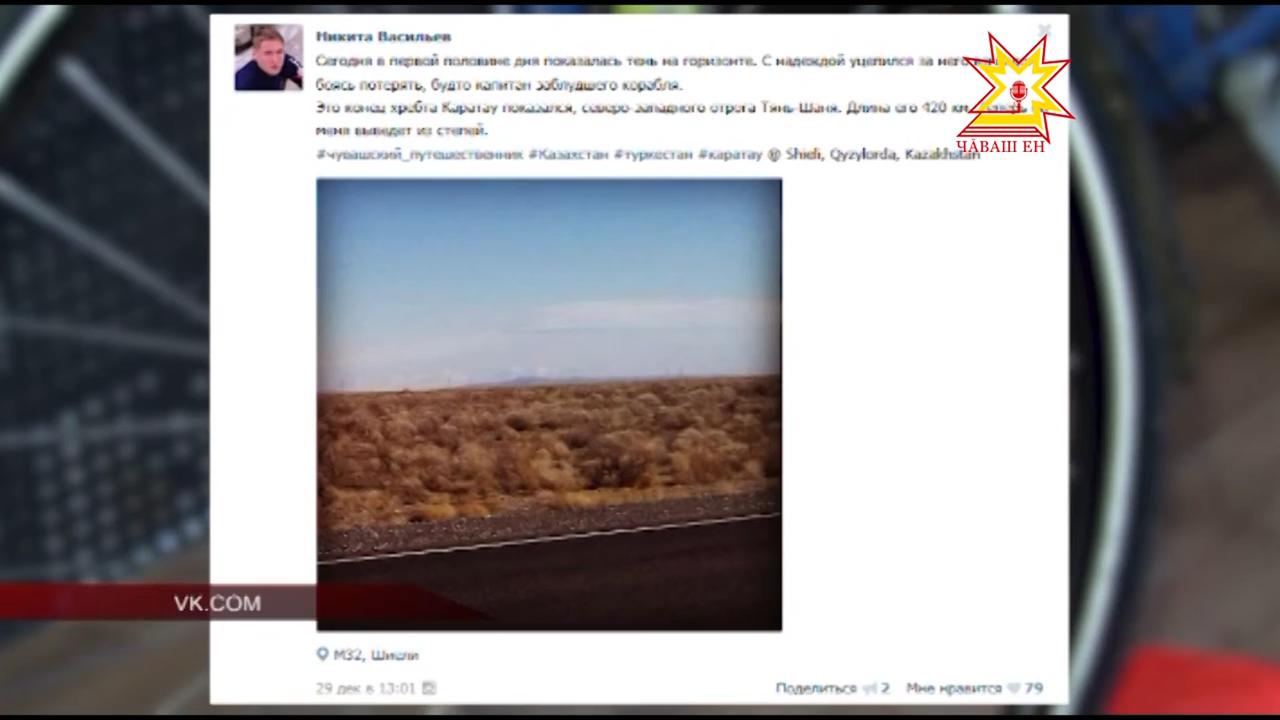 Никита Васильев
Сегодня в первой половине дня показалась тень на горизонте. С надеждой уцепился за него
боясь потерять, будто капитан заблудшего корабля.
Это конец хребта Каратау показался, северо-западного отрога Тянь-Шаня. Длина его 420 км
меня выведет из степей.
#чувашский_путешественник #Казахстан #туркестан #каратау @ Shieli, Qyzylorda, Kazakhstan
ЧӐВАШ ЕН
VK.COM
М32, Шиели
29 дек в 13:01
Поделиться 2 Мне нравится 79